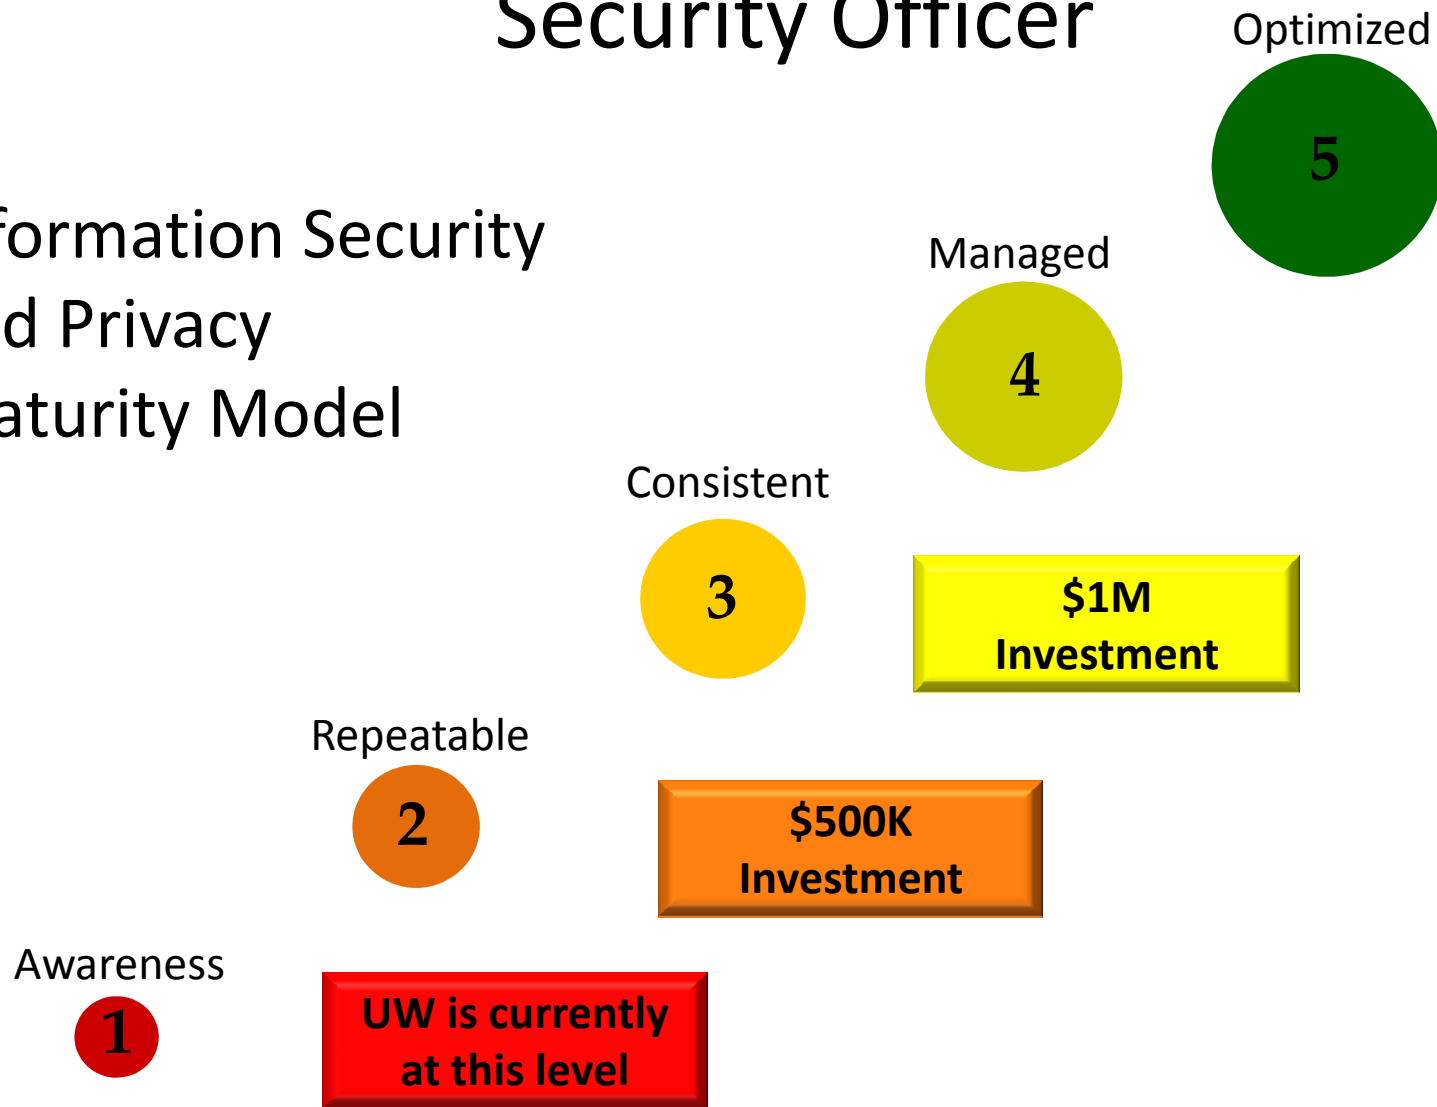 Security Officer
Optimized
5
formation Security
d Privacy
aturity Model
Managed
4
Consistent
3
$1M
Investment
Repeatable
2
$500K
Investment
Awareness
1
UW is currently
at this level